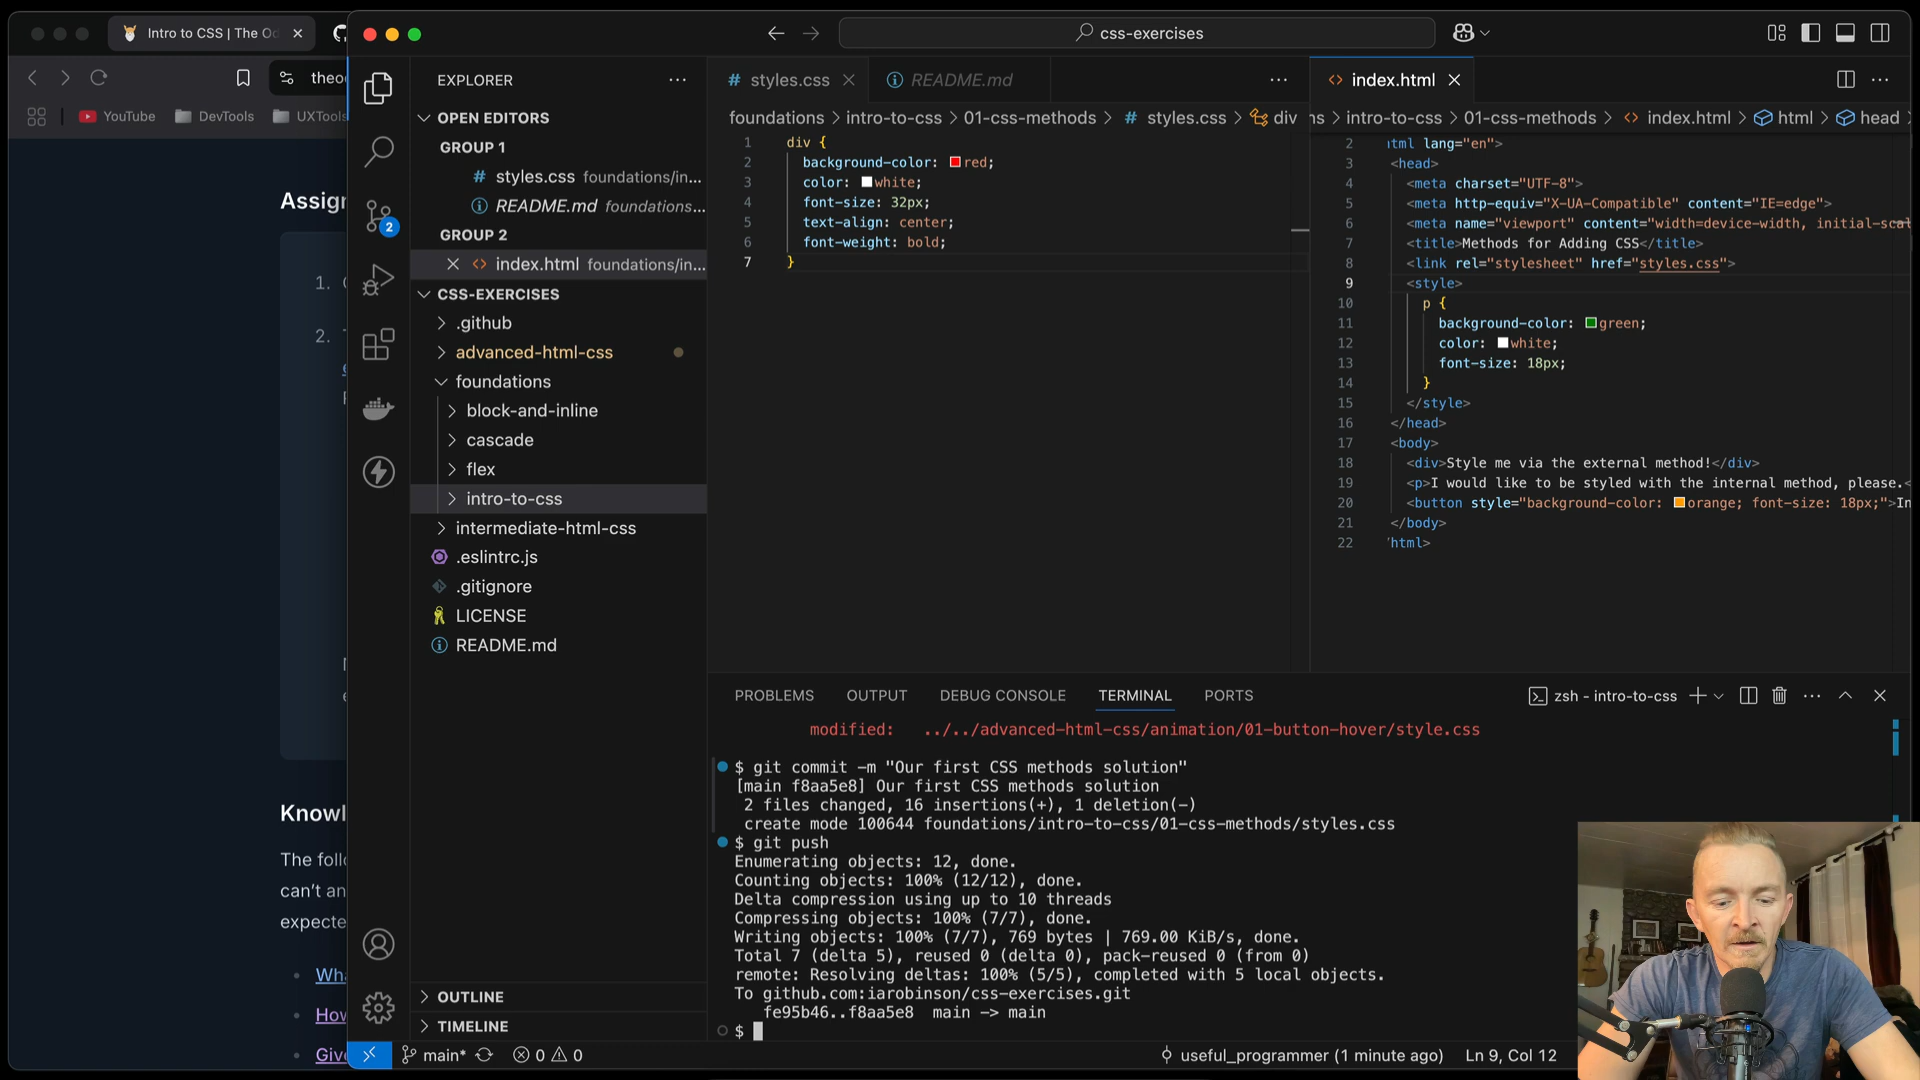 Intro to CSS | The Od
theo
YouTube
DevTools
UXTools
Assign
1.
2.
Knowl
The follo
can't an
expecte
Wha
How
Give
css-exercises
EXPLORER
OPEN EDITORS
GROUP 1
# styles.css foundations/in...
README.md foundations...
GROUP 2
index.html foundations/in...
CSS-EXERCISES
.github
advanced-html-css
foundations
block-and-inline
cascade
flex
intro-to-css
intermediate-html-css
.eslintrc.js
.gitignore
LICENSE
README.md
OUTLINE
TIMELINE
2
# styles.css
README.md
foundations > intro-to-css > 01-css-methods > # styles.css > div
1 div {
2 background-color: red;
3 color: white;
4 font-size: 32px;
5 text-align: center;
6 font-weight: bold;
7 }
index.html
ns > intro-to-css > 01-css-methods > index.html > html > head
2 tml lang="en">
3 <head>
4 <meta charset="UTF-8">
5 <meta http-equiv="X-UA-Compatible" content="IE=edge">
6 <meta name="viewport" content="width=device-width, initial-scal
7 <title>Methods for Adding CSS</title>
8 <link rel="stylesheet" href="styles.css">
9 <style>
10 p {
11 background-color: green;
12 color: white;
13 font-size: 18px;
14 }
15 </style>
16 </head>
17 <body>
18 <div>Style me via the external method!</div>
19 <p>I would like to be styled with the internal method, please.<
20 <button style="background-color: orange; font-size: 18px;">In
21 </body>
22 html>
PROBLEMS OUTPUT DEBUG CONSOLE TERMINAL PORTS
zsh - intro-to-css
modified: ../../advanced-html-css/animation/01-button-hover/style.css
$ git commit -m "Our first CSS methods solution"
[main f8aa5e8] Our first CSS methods solution
2 files changed, 16 insertions(+), 1 deletion(-)
create mode 100644 foundations/intro-to-css/01-css-methods/styles.css
$ git push
Enumerating objects: 12, done.
Counting objects: 100% (12/12), done.
Delta compression using up to 10 threads
Compressing objects: 100% (7/7), done.
Writing objects: 100% (7/7), 769 bytes | 769.00 KiB/s, done.
Total 7 (delta 5), reused 0 (delta 0), pack-reused 0 (from 0)
remote: Resolving deltas: 100% (5/5), completed with 5 local objects.
To github.com:iarobinson/css-exercises.git
fe95b46..f8aa5e8 main -> main
$
main* 0 0
useful_programmer (1 minute ago)
Ln 9, Col 12